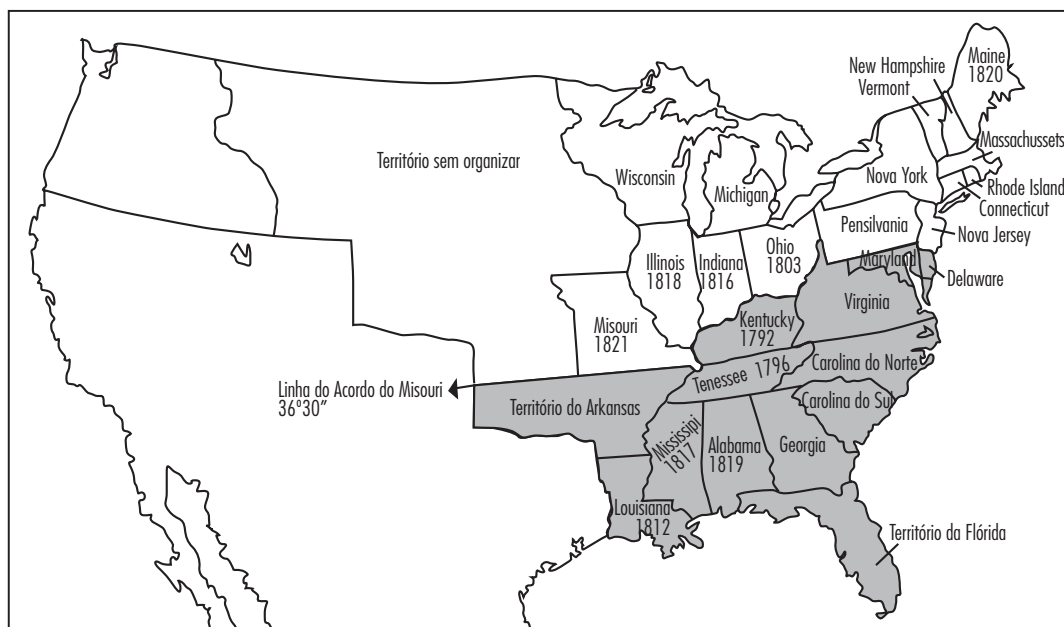 Maine
1820
New Hampshire
Vermont
Massachussets
Território sem organizar
Wisconsin
Michigan
Nova York
Rhode Island
Connecticut
Pensilvania
Nova Jersey
Ohio
1803
Illinois
1818
Indiana
1816
Maryland
Delaware
Virginia
Kentucky
1792
Misouri
1821
Carolina do Norte
Tenessee 1796
Linha do Acordo do Misouri
36º30”
Território do Arkansas
Carolina do Sul
Mississipi
1817
Alabama
1819
Georgia
Louisiana
1812
Território da Flórida